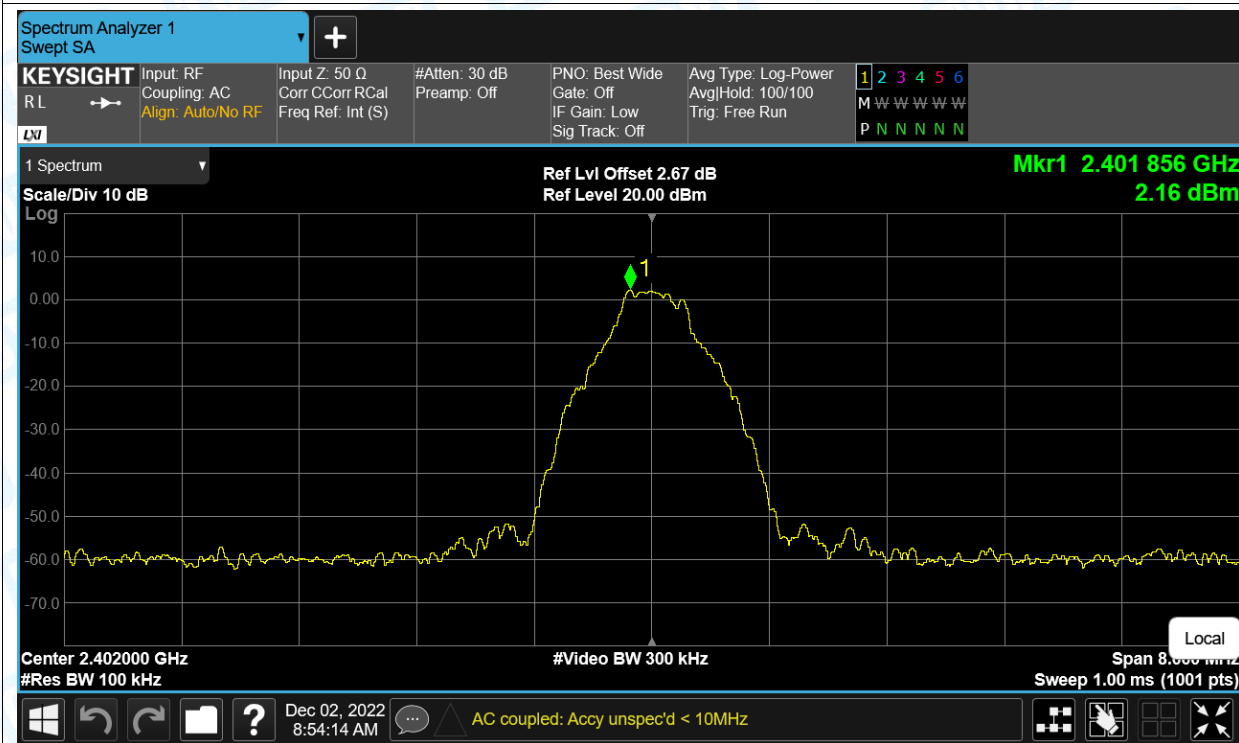 Spectrum Analyzer 1
Swept SA
KEYSIGHT
R L
LXI
Input: RF
Coupling: AC
Align: Auto/No RF
Input Z: 50 Ω
Corr CCorr RCal
Freq Ref: Int (S)
#Atten: 30 dB
Preamp: Off
PNO: Best Wide
Gate: Off
IF Gain: Low
Sig Track: Off
Avg Type: Log-Power
Avg|Hold: 100/100
Trig: Free Run
1 2 3 4 5 6
M W W W W W
P N N N N N
1 Spectrum
Scale/Div 10 dB
Log
Ref Lvl Offset 2.67 dB
Ref Level 20.00 dBm
Mkr1 2.401 856 GHz
2.16 dBm
1
10.0
0.00
-10.0
-20.0
-30.0
-40.0
-50.0
-60.0
-70.0
Local
Center 2.402000 GHz
#Res BW 100 kHz
#Video BW 300 kHz
Span 8.000 MHz
Sweep 1.00 ms (1001 pts)
?
Dec 02, 2022
8:54:14 AM
AC coupled: Accy unspec'd < 10MHz